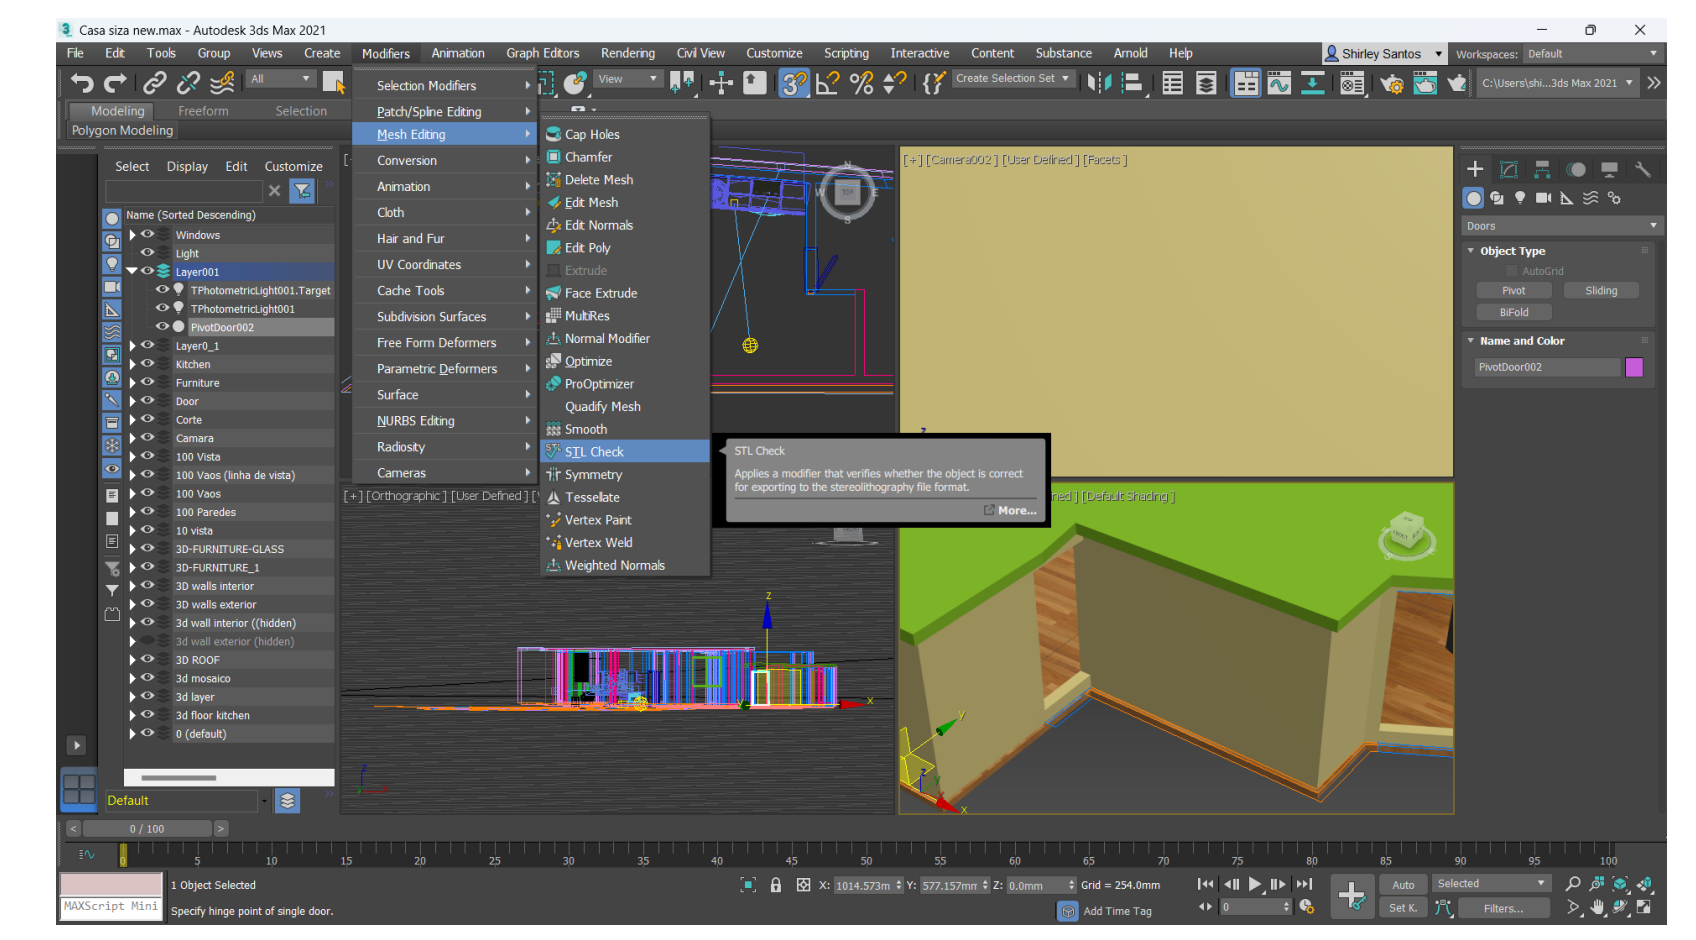 Casa siza new.max - Autodesk 3ds Max 2021
File Edit Tools Group Views Create Modifiers Animation Graph Editors Rendering Civil View Customize Scripting Interactive Content Substance Arnold Help
Shirley Santos
Workspaces: Default
All
View
Create Selection Set
C:\Users\shi...3ds Max 2021
Modeling Freeform Selection
Polygon Modeling
Select Display Edit Customize
Name (Sorted Descending)
Windows
Light
Layer001
TPhotometricLight001.Target
TPhotometricLight001
PivotDoor002
Layer0_1
Kitchen
Furniture
Door
Corte
Camara
100 Vista
100 Vaos (linha de vista)
100 Vaos
100 Paredes
10 vista
3D-FURNITURE-GLASS
3D-FURNITURE_1
3D walls interior
3D walls exterior
3d wall interior ((hidden)
3d wall exterior (hidden)
3D ROOF
3d mosaico
3d layer
3d floor kitchen
0 (default)
Default
Selection Modifiers
Patch/Spline Editing
Mesh Editing
Conversion
Animation
Cloth
Hair and Fur
UV Coordinates
Cache Tools
Subdivision Surfaces
Free Form Deformers
Parametric Deformers
Surface
NURBS Editing
Radiosity
Cameras
Cap Holes
Chamfer
Delete Mesh
Edit Mesh
Edit Normals
Edit Poly
Extrude
Face Extrude
MultiRes
Normal Modifier
Optimize
ProOptimizer
Quadify Mesh
Smooth
STL Check
Symmetry
Tessellate
Vertex Paint
Vertex Weld
Weighted Normals
STL Check
Applies a modifier that verifies whether the object is correct
for exporting to the stereolithography file format.
More...
N
W TOP E
S
[+] [Camera002 ] [User Defined ] [Facets ]
z
[+] [Orthographic ] [User Defined ] [
ned ] [Default Shading ]
z
x
z
y
z
y
x
x
Doors
Object Type
AutoGrid
Pivot Sliding
BiFold
Name and Color
PivotDoor002
< 0 / 100 >
0 5 10 15 20 25 30 35 40 45 50 55 60 65 70 75 80 85 90 95 100
1 Object Selected
X: 1014.573m Y: 577.157mm Z: 0.0mm Grid = 254.0mm
Auto Selected
MAXScript Mini
Specify hinge point of single door.
Add Time Tag
0
Set K. Filters...